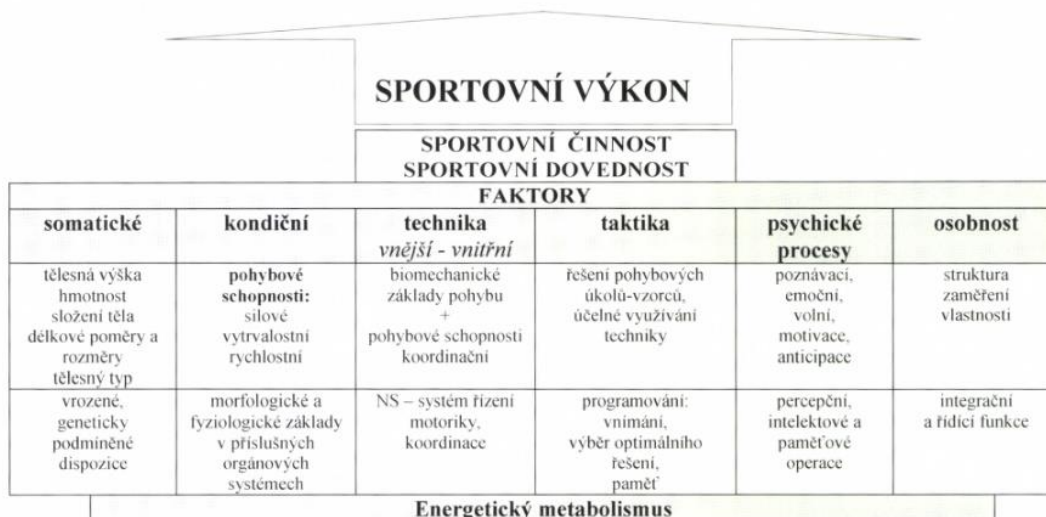 SPORTOVNÍ VÝKON
SPORTOVNÍ ČINNOST
SPORTOVNÍ DOVEDNOST
FAKTORY
somatické
kondiční
technika
vnější - vnitřní
taktika
psychické
procesy
osobnost
tělesná výška
hmotnost
složení těla
délkové poměry a
rozměry
tělesný typ
pohybové
schopnosti:
silové
vytrvalostní
rychlostní
biomechanické
základy pohybu
+
pohybové schopnosti
koordinační
řešení pohybových
úkolů-vzorců,
účelné využívání
techniky
poznávací,
emoční,
volní,
motivace,
anticipace
struktura
zaměření
vlastnosti
vrozené,
geneticky
podmíněné
dispozice
morfologické a
fyziologické základy
v příslušných
orgánových
systémech
NS – systém řízení
motoriky,
koordinace
programování:
vnímání,
výběr optimálního
řešení,
paměť
percepční,
intelektové a
paměťové
operace
integrační
a řídící funkce
Energetický metabolismus